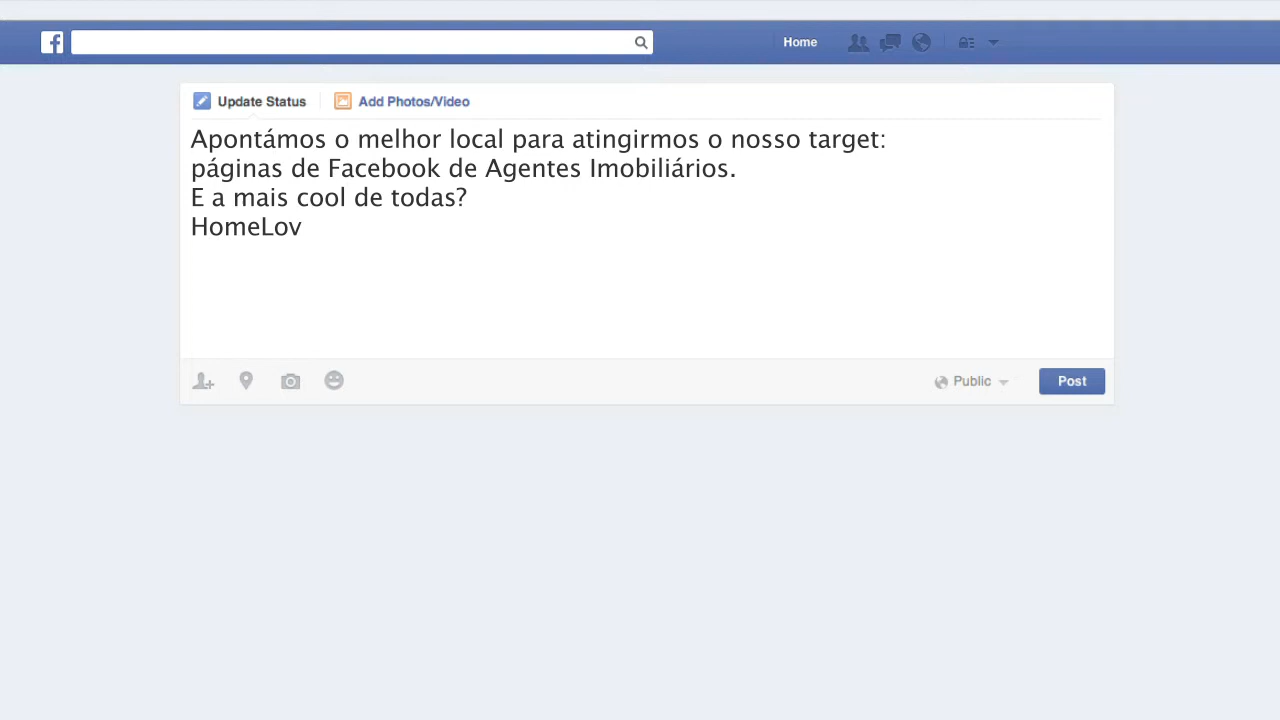 Home
Update Status
Add Photos/Video
Apontámos o melhor local para atingirmos o nosso target:
páginas de Facebook de Agentes Imobiliários.
E a mais cool de todas?
HomeLov
Public
Post